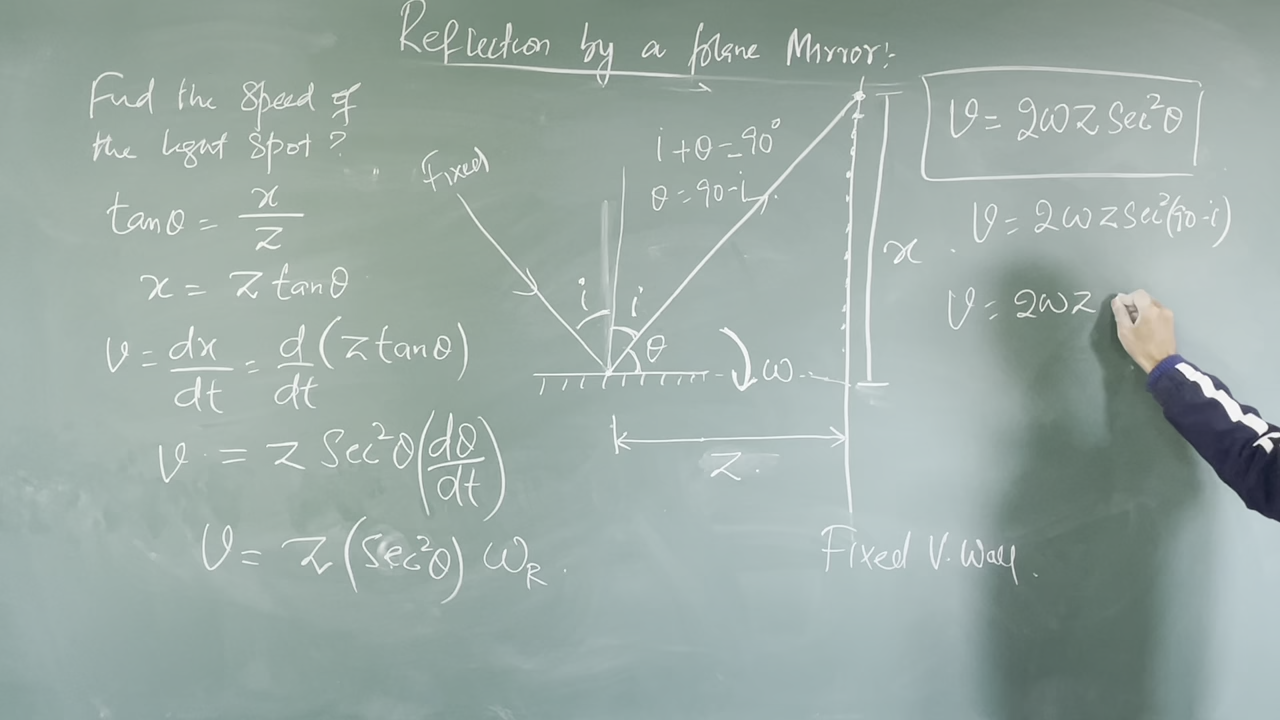 Reflection by a plane Mirror:
Find the Speed of
the light Spot?
tanθ = x/z
x = z tanθ
v = dx/dt = d/dt (z tanθ)
v = z Sec²θ (dθ/dt)
v = z (Sec²θ) ω_R.
Fixed
i + θ = 90°
θ = 90-i
i i
θ
ω
x
z
Fixed V. Wall.
v = 2ωz Sec²θ
v = 2ωz Sec²(90-i)
v = 2ωz